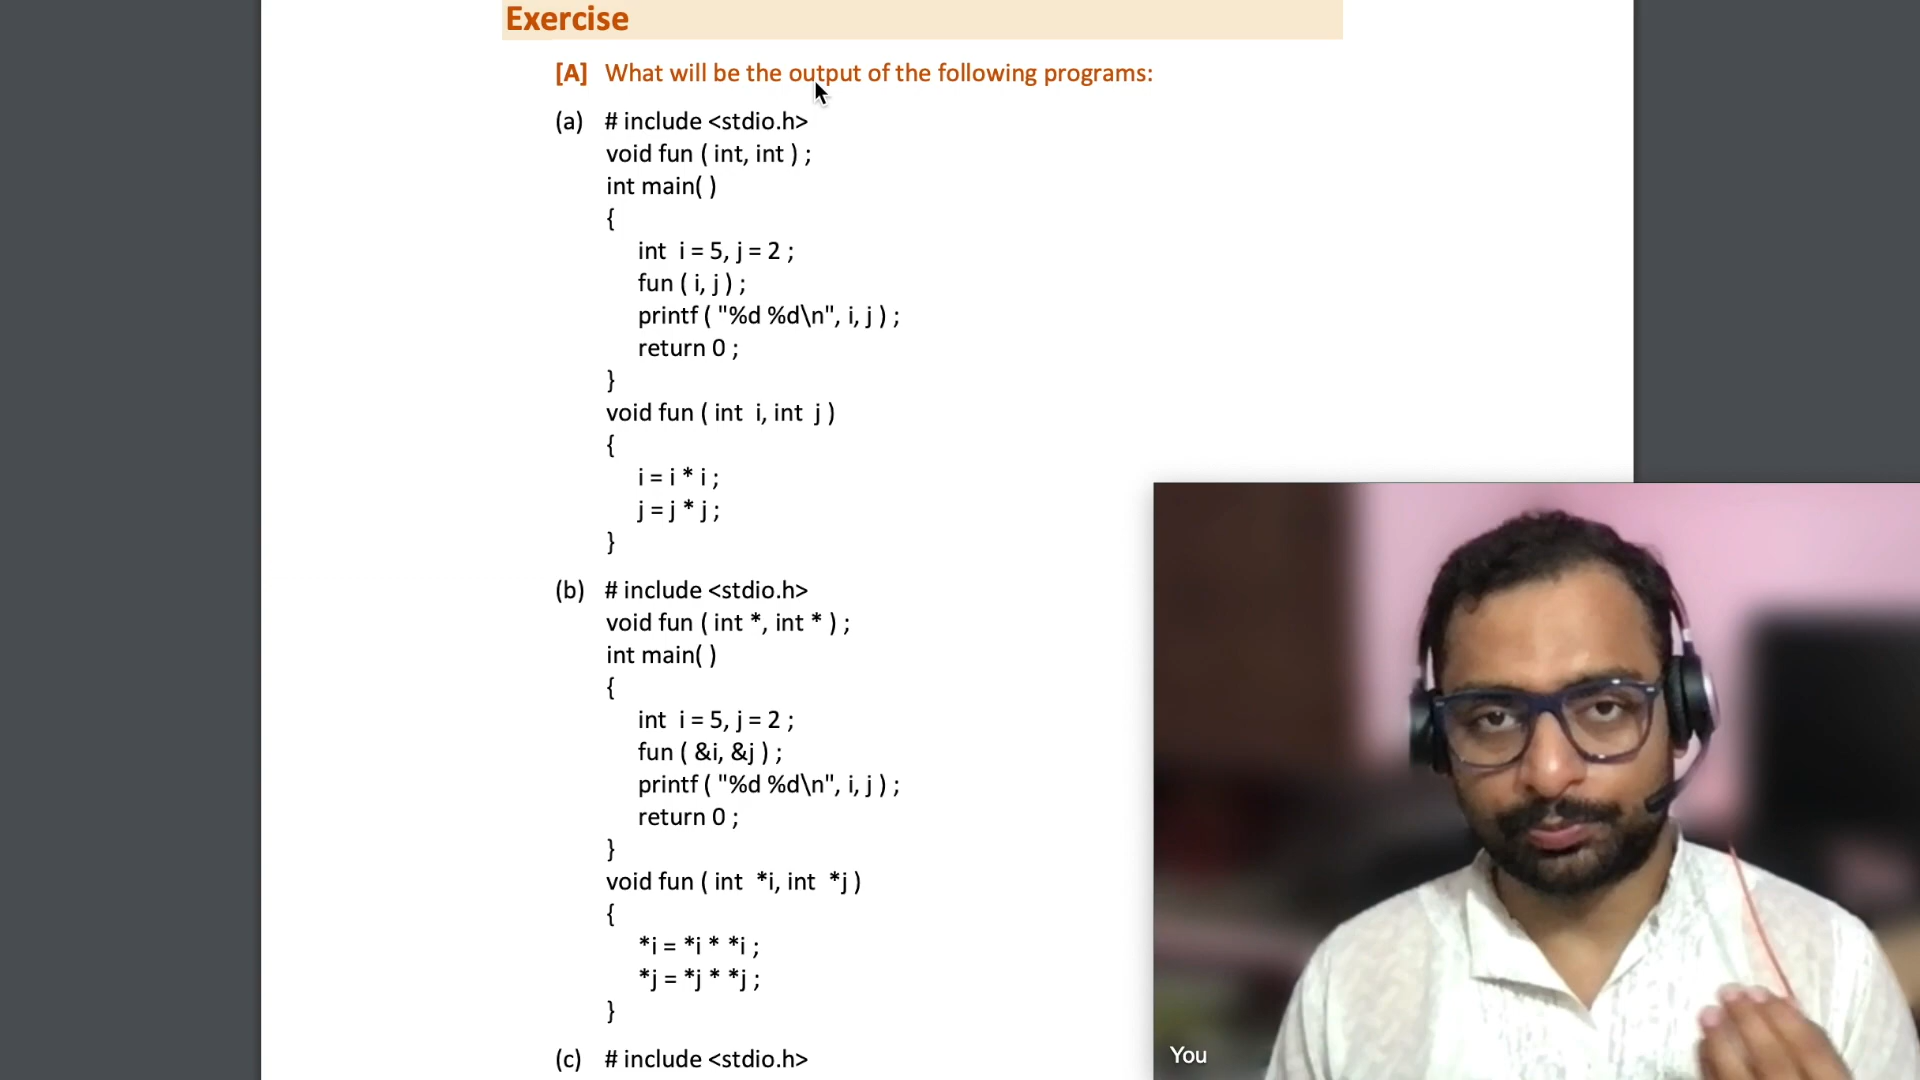 Exercise
[A] What will be the output of the following programs:
(a) # include <stdio.h>
void fun ( int, int ) ;
int main( )
{
int i = 5, j = 2 ;
fun ( i, j ) ;
printf ( "%d %d\n", i, j ) ;
return 0 ;
}
void fun ( int i, int j )
{
i = i * i ;
j = j * j ;
}
(b) # include <stdio.h>
void fun ( int *, int * ) ;
int main( )
{
int i = 5, j = 2 ;
fun ( &i, &j ) ;
printf ( "%d %d\n", i, j ) ;
return 0 ;
}
void fun ( int *i, int *j )
{
*i = *i * *i ;
*j = *j * *j ;
}
(c) # include <stdio.h>
You